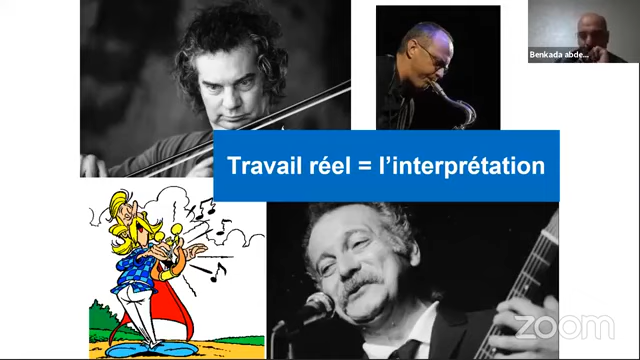 Benkada abde...
Travail réel = l’interprétation
zoom